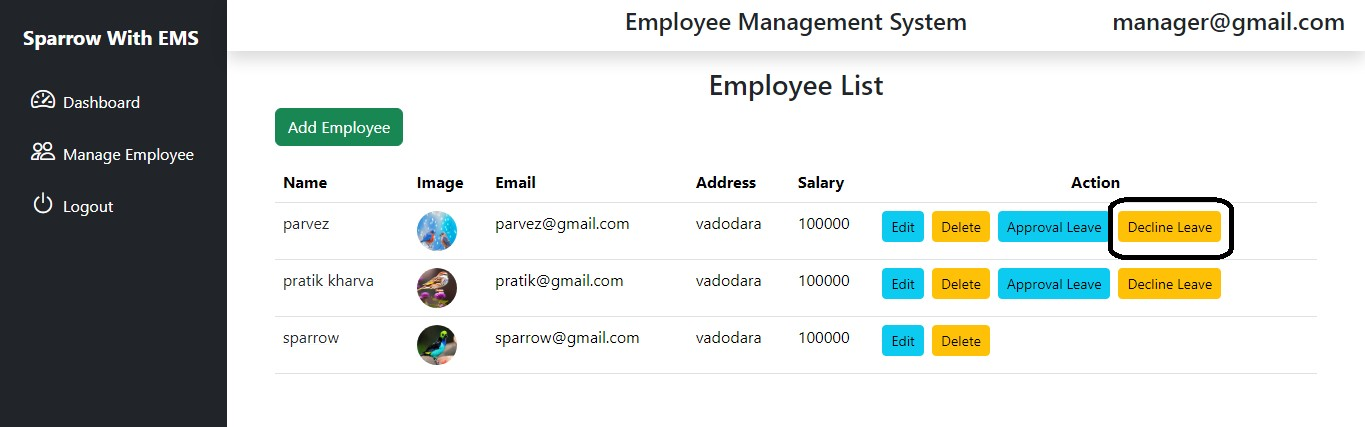 Sparrow With EMS
Employee Management System
manager@gmail.com
Dashboard
Manage Employee
Logout
Employee List
Add Employee
Name Image Email Address Salary Action
parvez parvez@gmail.com vadodara 100000 Edit Delete Approval Leave Decline Leave
pratik kharva pratik@gmail.com vadodara 100000 Edit Delete Approval Leave Decline Leave
sparrow sparrow@gmail.com vadodara 100000 Edit Delete